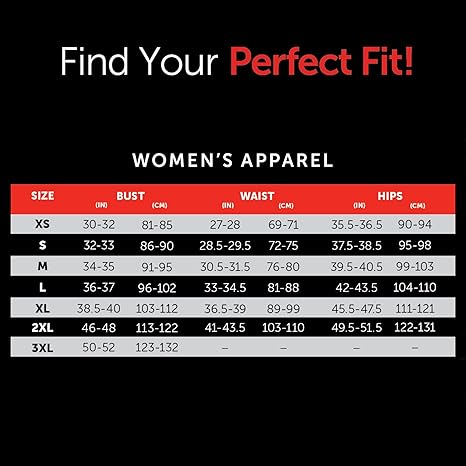 Find Your Perfect Fit!
WOMEN'S APPAREL
SIZE BUST WAIST HIPS
(IN) (CM) (IN) (CM) (IN) (CM)
XS 30-32 81-85 27-28 69-71 35.5-36.5 90-94
S 32-33 86-90 28.5-29.5 72-75 37.5-38.5 95-98
M 34-35 91-95 30.5-31.5 76-80 39.5-40.5 99-103
L 36-37 96-102 33-34.5 81-88 42-43.5 104-110
XL 38.5-40 103-112 36.5-39 89-99 45.5-47.5 111-121
2XL 46-48 113-122 41-43.5 103-110 49.5-51.5 122-131
3XL 50-52 123-132 – – – –